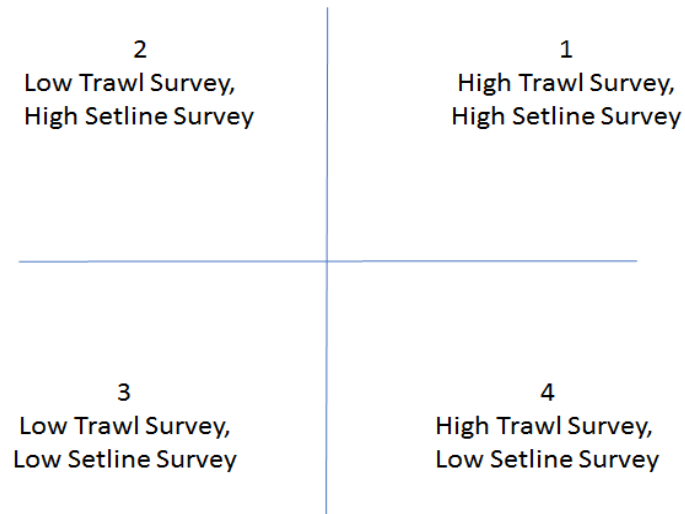 2
Low Trawl Survey,
High Setline Survey
1
High Trawl Survey,
High Setline Survey
3
Low Trawl Survey,
Low Setline Survey
4
High Trawl Survey,
Low Setline Survey